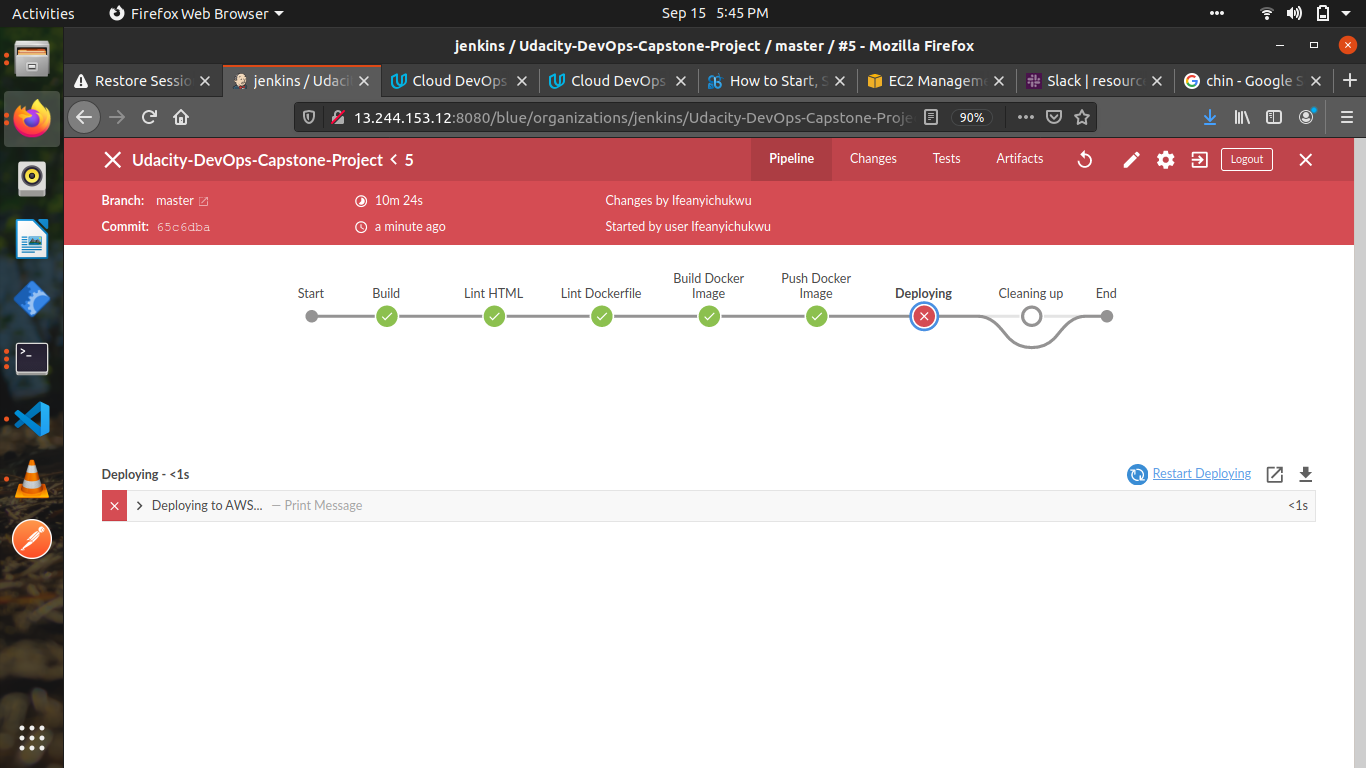 Activities
Firefox Web Browser
Sep 15 5:45 PM
jenkins / Udacity-DevOps-Capstone-Project / master / #5 - Mozilla Firefox
Restore Sessio
jenkins / Udaci
Cloud DevOps
Cloud DevOps
How to Start, S
EC2 Managem
Slack | resourc
chin - Google S
13.244.153.12:8080/blue/organizations/jenkins/Udacity-DevOps-Capstone-Proje
90%
Udacity-DevOps-Capstone-Project < 5
Pipeline
Changes
Tests
Artifacts
Logout
Branch: master
10m 24s
Changes by Ifeanyichukwu
Commit: 65c6dba
a minute ago
Started by user Ifeanyichukwu
Start
Build
Lint HTML
Lint Dockerfile
Build Docker
Image
Push Docker
Image
Deploying
Cleaning up
End
Deploying - <1s
Restart Deploying
Deploying to AWS... — Print Message
<1s